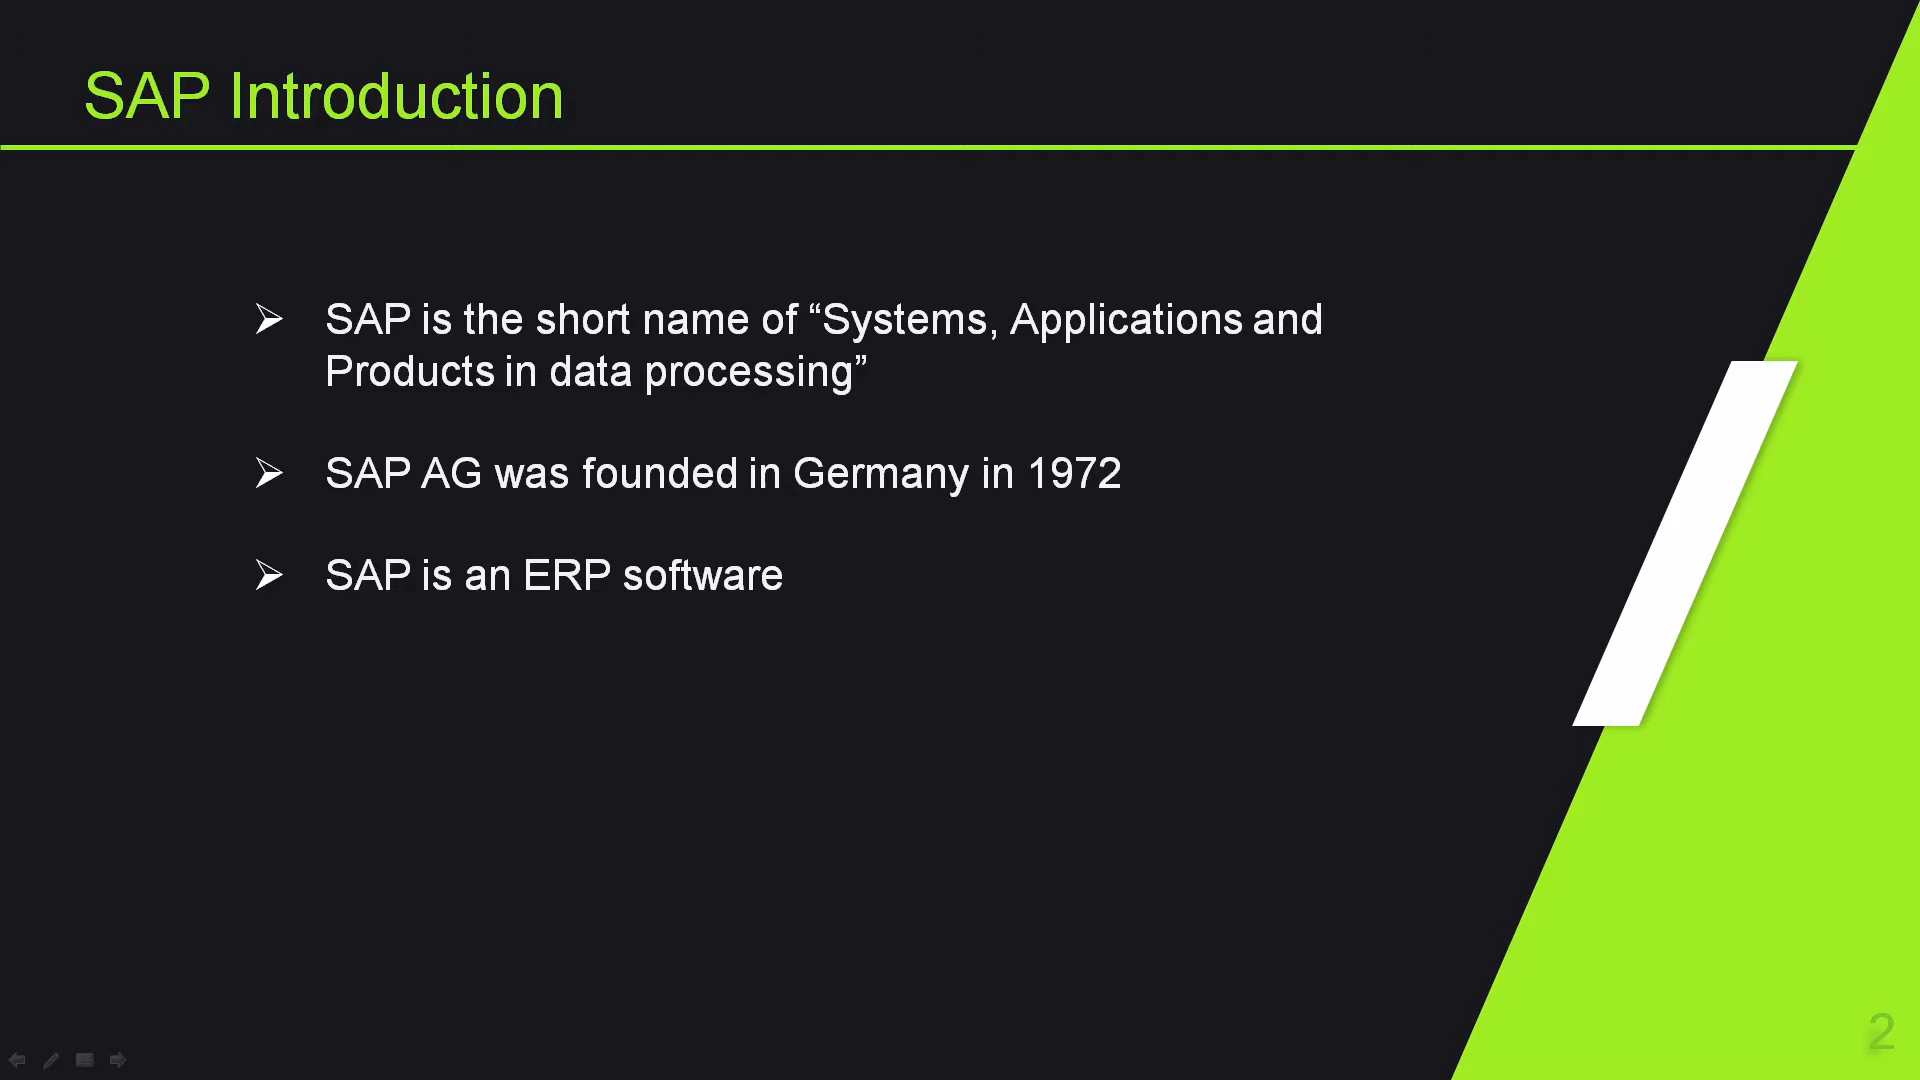 SAP Introduction
➢ SAP is the short name of “Systems, Applications and
Products in data processing”
➢ SAP AG was founded in Germany in 1972
➢ SAP is an ERP software
2